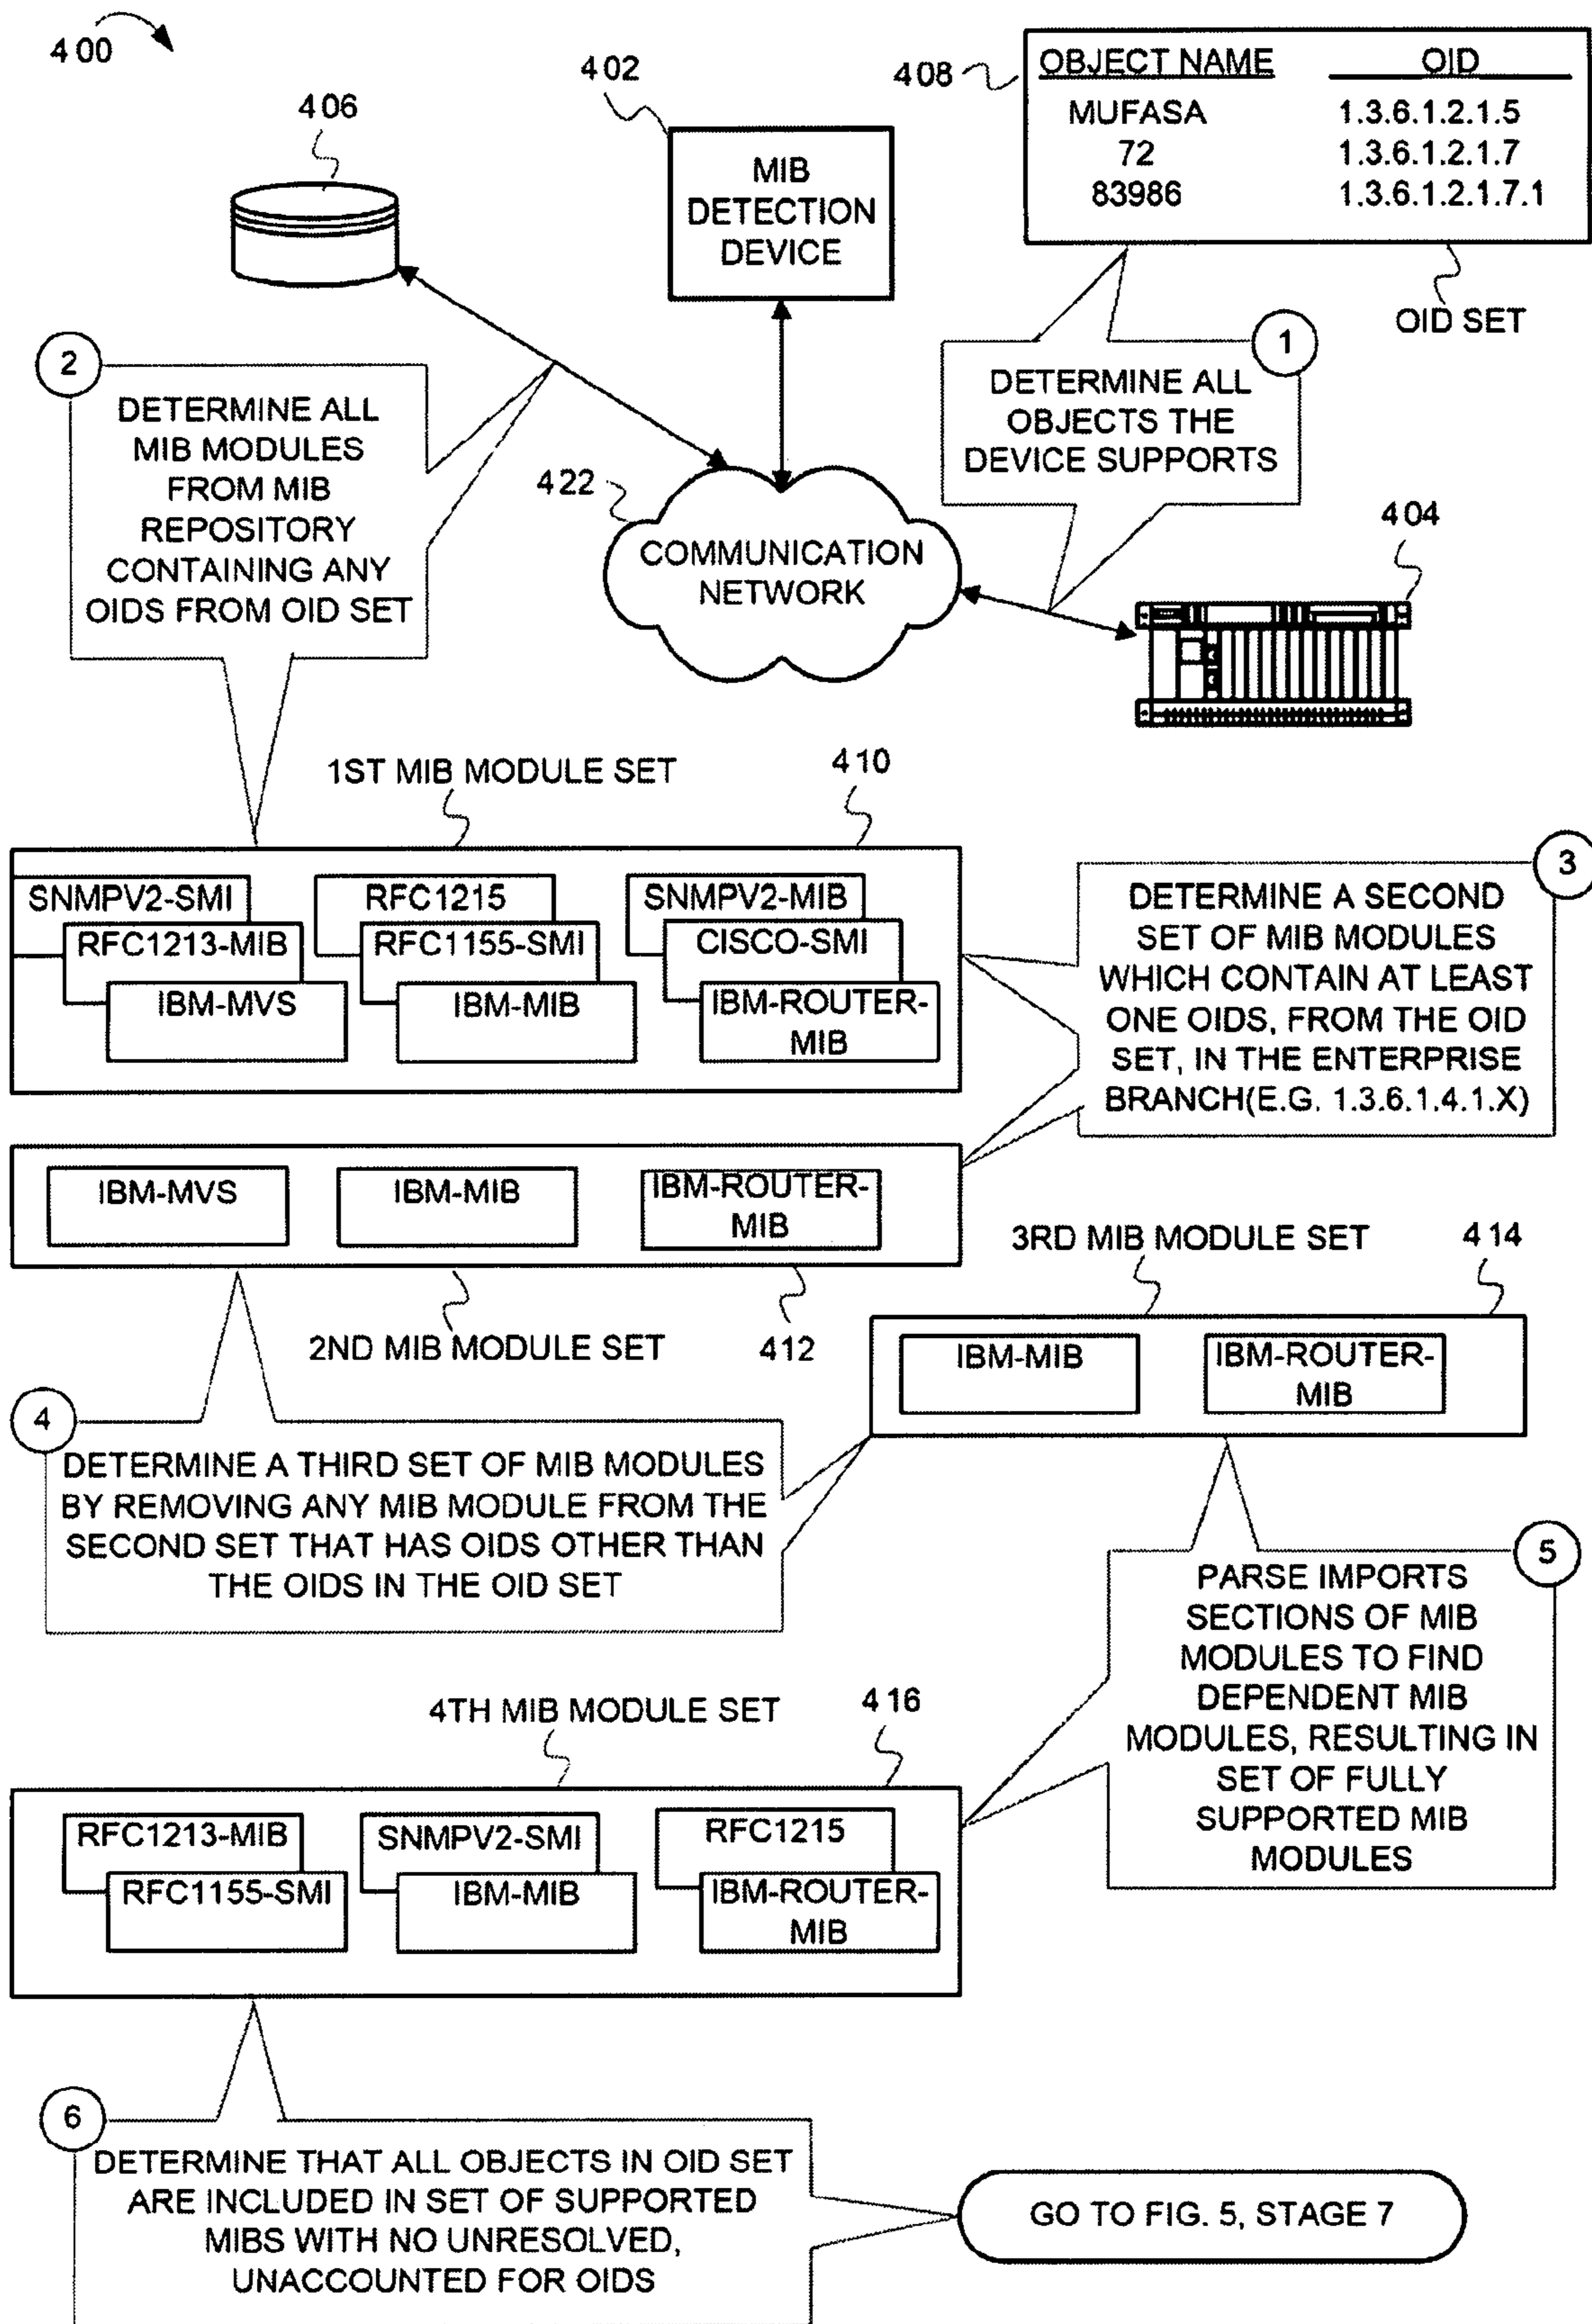 400
402
406
408
OBJECT NAME OID
MUFASA 1.3.6.1.2.1.5
72 1.3.6.1.2.1.7
83986 1.3.6.1.2.1.7.1
MIB
DETECTION
DEVICE
OID SET
1
DETERMINE ALL
OBJECTS THE
DEVICE SUPPORTS
2
DETERMINE ALL
MIB MODULES
FROM MIB
REPOSITORY
CONTAINING ANY
OIDS FROM OID SET
422
COMMUNICATION
NETWORK
404
1ST MIB MODULE SET
410
SNMPV2-SMI
RFC1213-MIB
IBM-MVS
RFC1215
RFC1155-SMI
IBM-MIB
SNMPV2-MIB
CISCO-SMI
IBM-ROUTER-
MIB
3
DETERMINE A SECOND
SET OF MIB MODULES
WHICH CONTAIN AT LEAST
ONE OIDS, FROM THE OID
SET, IN THE ENTERPRISE
BRANCH(E.G. 1.3.6.1.4.1.X)
IBM-MVS
IBM-MIB
IBM-ROUTER-
MIB
2ND MIB MODULE SET
412
3RD MIB MODULE SET
414
IBM-MIB
IBM-ROUTER-
MIB
4
DETERMINE A THIRD SET OF MIB MODULES
BY REMOVING ANY MIB MODULE FROM THE
SECOND SET THAT HAS OIDS OTHER THAN
THE OIDS IN THE OID SET
5
PARSE IMPORTS
SECTIONS OF MIB
MODULES TO FIND
DEPENDENT MIB
MODULES, RESULTING IN
SET OF FULLY
SUPPORTED MIB
MODULES
4TH MIB MODULE SET
416
RFC1213-MIB
RFC1155-SMI
SNMPV2-SMI
IBM-MIB
RFC1215
IBM-ROUTER-
MIB
6
DETERMINE THAT ALL OBJECTS IN OID SET
ARE INCLUDED IN SET OF SUPPORTED
MIBS WITH NO UNRESOLVED,
UNACCOUNTED FOR OIDS
GO TO FIG. 5, STAGE 7